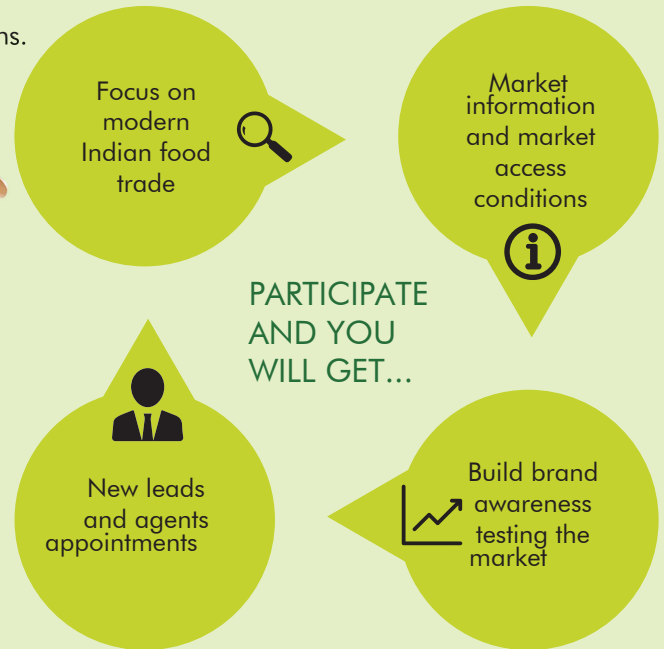 ns.
Focus on
modern
Indian food
trade
Market
information
and market
access
conditions
PARTICIPATE
AND YOU
WILL GET...
New leads
and agents
appointments
Build brand
awareness
testing the
market